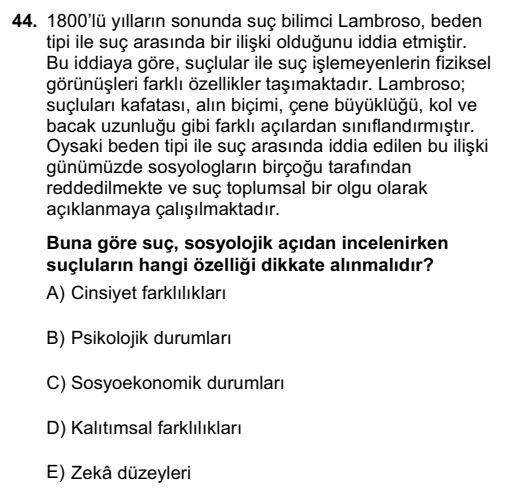 44. 1800'lü yılların sonunda suç bilimci Lambroso, beden
tipi ile suç arasında bir ilişki olduğunu iddia etmiştir.
Bu iddiaya göre, suçlular ile suç işlemeyenlerin fiziksel
görünüşleri farklı özellikler taşımaktadır. Lambroso;
suçluları kafatası, alın biçimi, çene büyüklüğü, kol ve
bacak uzunluğu gibi farklı açılardan sınıflandırmıştır.
Oysaki beden tipi ile suç arasında iddia edilen bu ilişki
günümüzde sosyologların birçoğu tarafından
reddedilmekte ve suç toplumsal bir olgu olarak
açıklanmaya çalışılmaktadır.
Buna göre suç, sosyolojik açıdan incelenirken
suçluların hangi özelliği dikkate alınmalıdır?
A) Cinsiyet farklılıkları
B) Psikolojik durumları
C) Sosyoekonomik durumları
D) Kalıtımsal farklılıkları
E) Zekâ düzeyleri